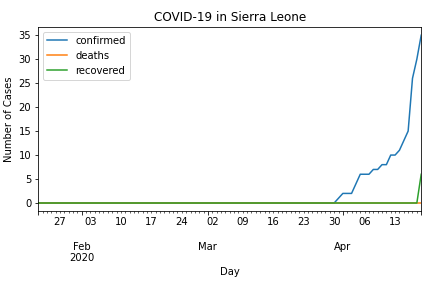 COVID-19 in Sierra Leone
confirmed
deaths
recovered
Number of Cases
35
30
25
20
15
10
5
0
27 03 10 17 24 02 09 16 23 30 06 13
Feb Mar Apr
2020
Day